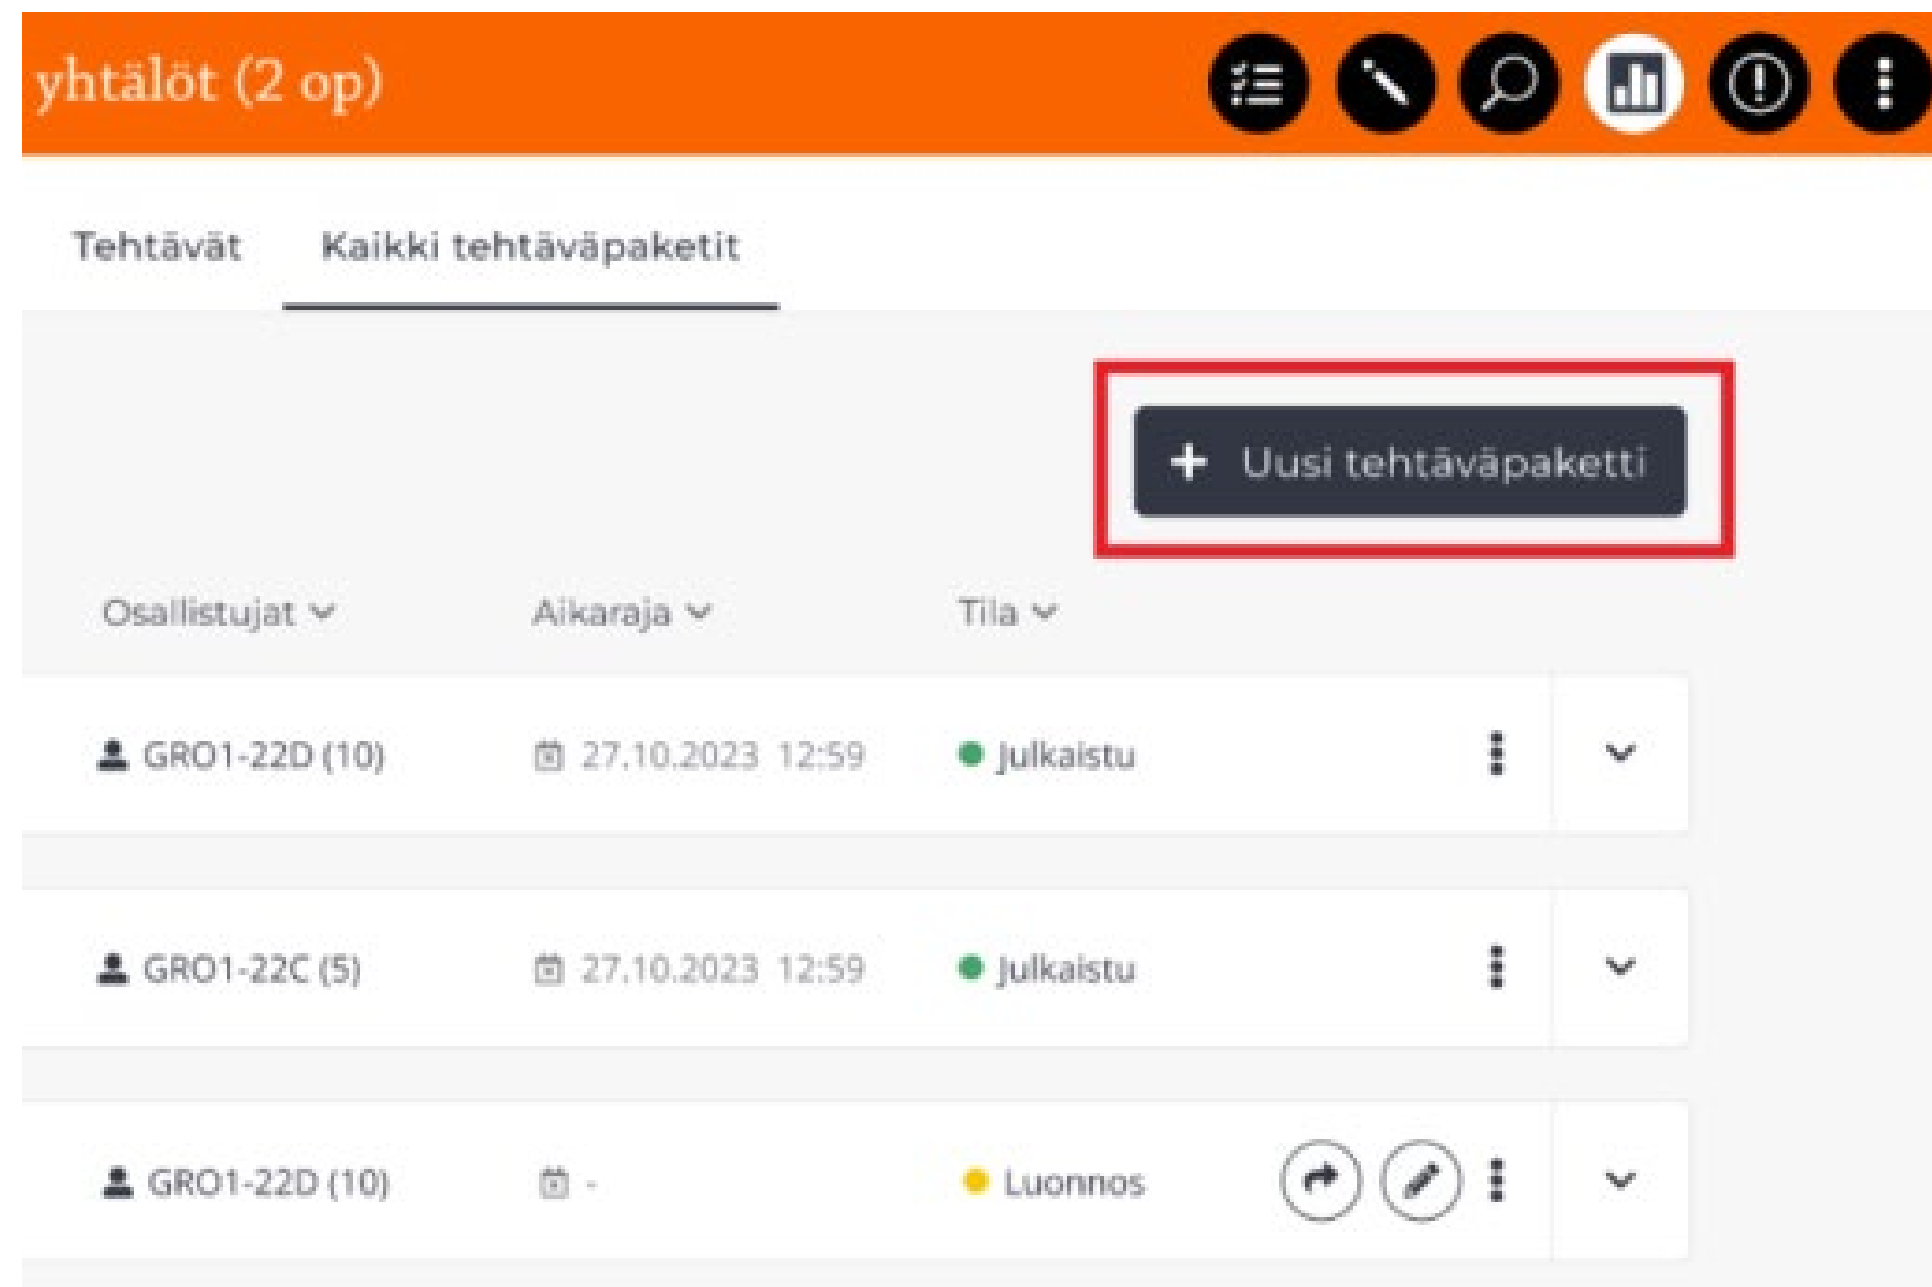 yhtälöt (2 op)
Tehtävät Kaikki tehtäväpaketit
+ Uusi tehtäväpaketti
Osallistujat Aikaraja Tila
GRO1-22D (10) 27.10.2023 12:59 Julkaistu
GRO1-22C (5) 27.10.2023 12:59 Julkaistu
GRO1-22D (10) - Luonnos